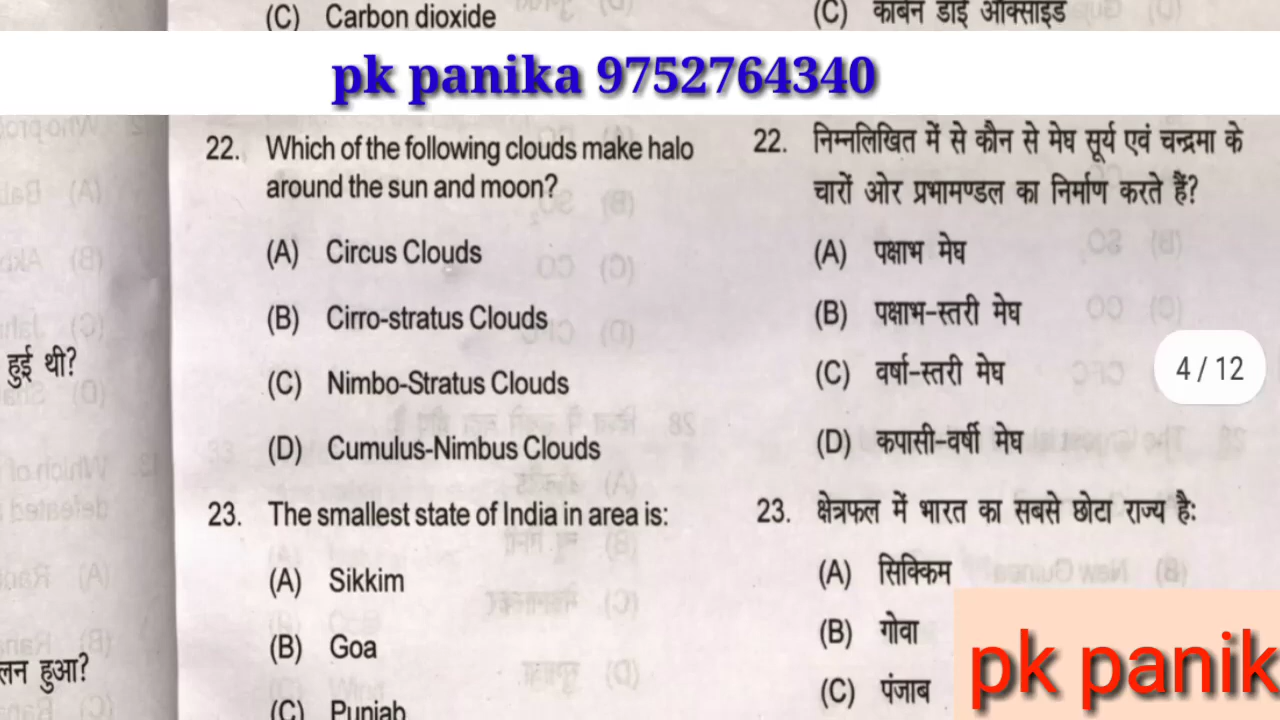 (C) Carbon dioxide
(C) कार्बन डाई ऑक्साइड
pk panika 9752764340
22. Which of the following clouds make halo
around the sun and moon?
(A) Circus Clouds
(B) Cirro-stratus Clouds
(C) Nimbo-Stratus Clouds
(D) Cumulus-Nimbus Clouds
23. The smallest state of India in area is:
(A) Sikkim
(B) Goa
(C) Punjab
22. निम्नलिखित में से कौन से मेघ सूर्य एवं चन्द्रमा के
चारों ओर प्रभामण्डल का निर्माण करते हैं?
(A) पक्षाभ मेघ
(B) पक्षाभ-स्तरी मेघ
(C) वर्षा-स्तरी मेघ
(D) कपासी-वर्षी मेघ
23. क्षेत्रफल में भारत का सबसे छोटा राज्य है:
(A) सिक्किम
(B) गोवा
(C) पंजाब
हुई थी?
हुआ?
4 / 12
pk panik